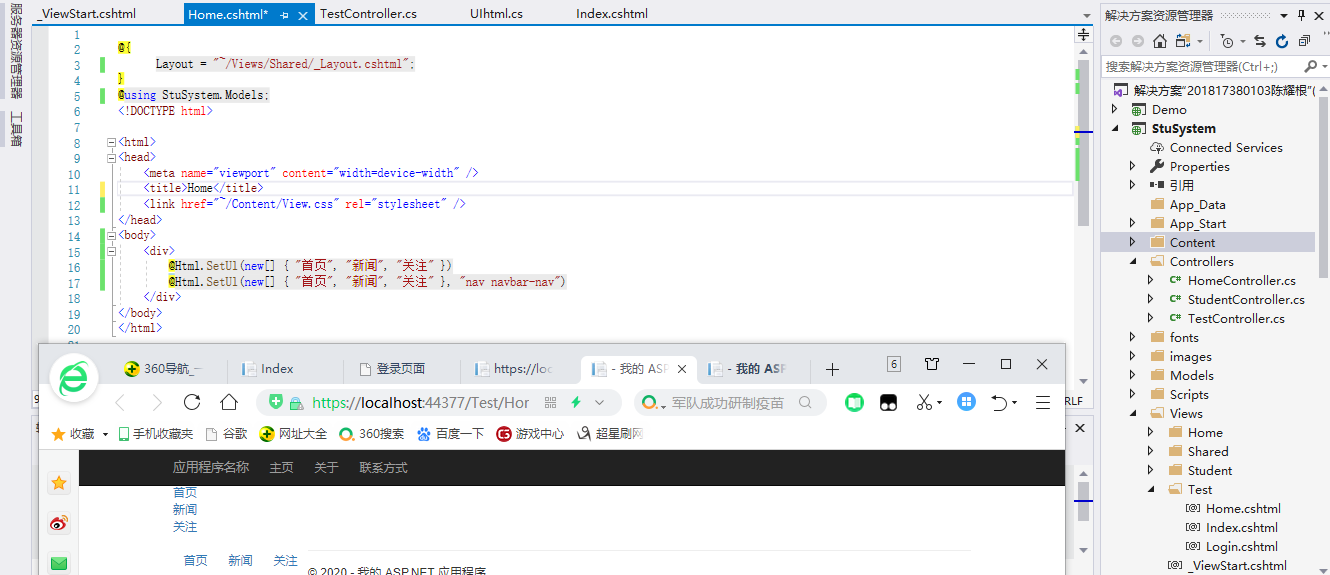 服务器资源管理器
工具箱
_ViewStart.cshtml
Home.cshtml*
TestController.cs
UIhtml.cs
Index.cshtml
1
2 @{
3 Layout = "~/Views/Shared/_Layout.cshtml";
4 }
5 @using StuSystem.Models;
6 <!DOCTYPE html>
7
8 <html>
9 <head>
10 <meta name="viewport" content="width=device-width" />
11 <title>Home</title>
12 <link href="~/Content/View.css" rel="stylesheet" />
13 </head>
14 <body>
15 <div>
16 @Html.SetUl(new[] { "首页", "新闻", "关注" })
17 @Html.SetUl(new[] { "首页", "新闻", "关注" }, "nav navbar-nav")
18 </div>
19 </body>
20 </html>
解决方案资源管理器
搜索解决方案资源管理器(Ctrl+;)
解决方案"201817380103陈耀根"(
Demo
StuSystem
Connected Services
Properties
引用
App_Data
App_Start
Content
Controllers
HomeController.cs
StudentController.cs
TestController.cs
fonts
images
Models
Scripts
Views
Home
Shared
Student
Test
Home.cshtml
Index.cshtml
Login.cshtml
_ViewStart.cshtml
RLF
360导航_
Index
登录页面
https://loc
- 我的 ASP
- 我的 ASP
6
https://localhost:44377/Test/Hor
军队成功研制疫苗
收藏
手机收藏夹
谷歌
网址大全
360搜索
百度一下
游戏中心
超星刷网
应用程序名称 主页 关于 联系方式
首页
新闻
关注
首页 新闻 关注
© 2020 - 我的 ASP.NET 应用程序